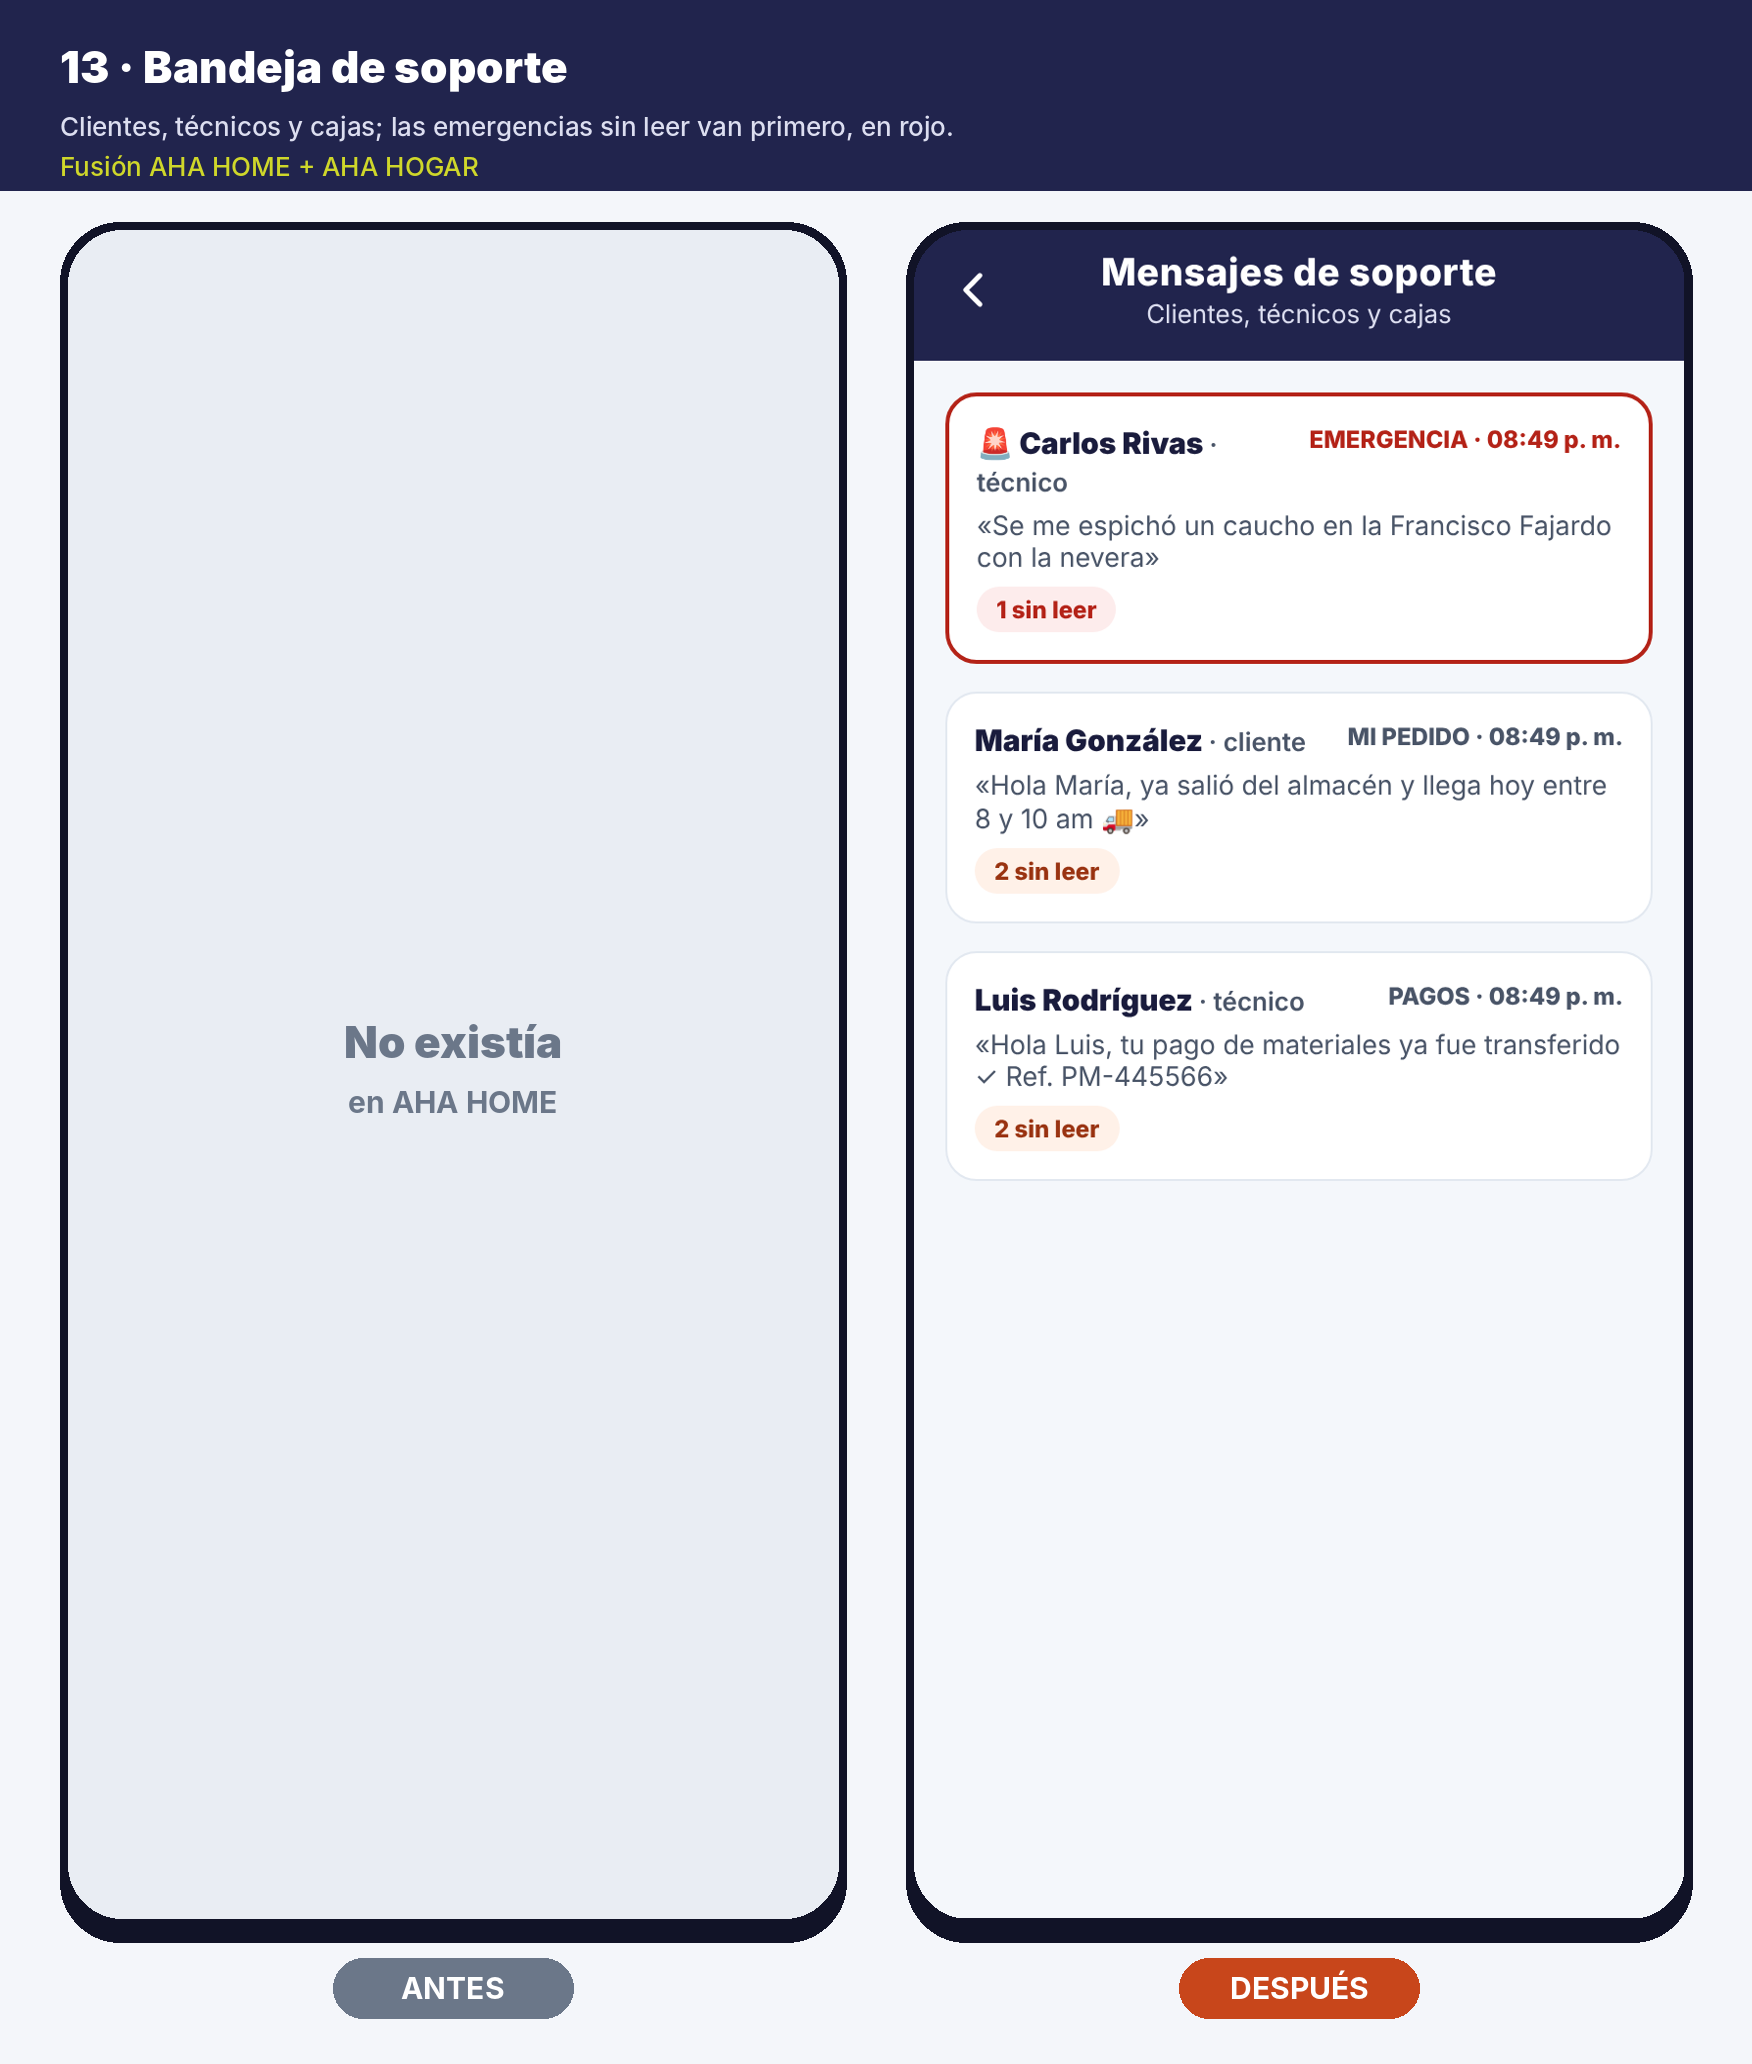 13 · Bandeja de soporte
Clientes, técnicos y cajas; las emergencias sin leer van primero, en rojo.
Fusión AHA HOME + AHA HOGAR
No existía
en AHA HOME
ANTES
Mensajes de soporte
Clientes, técnicos y cajas
🚨 Carlos Rivas · EMERGENCIA · 08:49 p. m.
técnico
«Se me espichó un caucho en la Francisco Fajardo
con la nevera»
1 sin leer
María González · cliente MI PEDIDO · 08:49 p. m.
«Hola María, ya salió del almacén y llega hoy entre
8 y 10 am 🚚»
2 sin leer
Luis Rodríguez · técnico PAGOS · 08:49 p. m.
«Hola Luis, tu pago de materiales ya fue transferido
✓ Ref. PM-445566»
2 sin leer
DESPUÉS